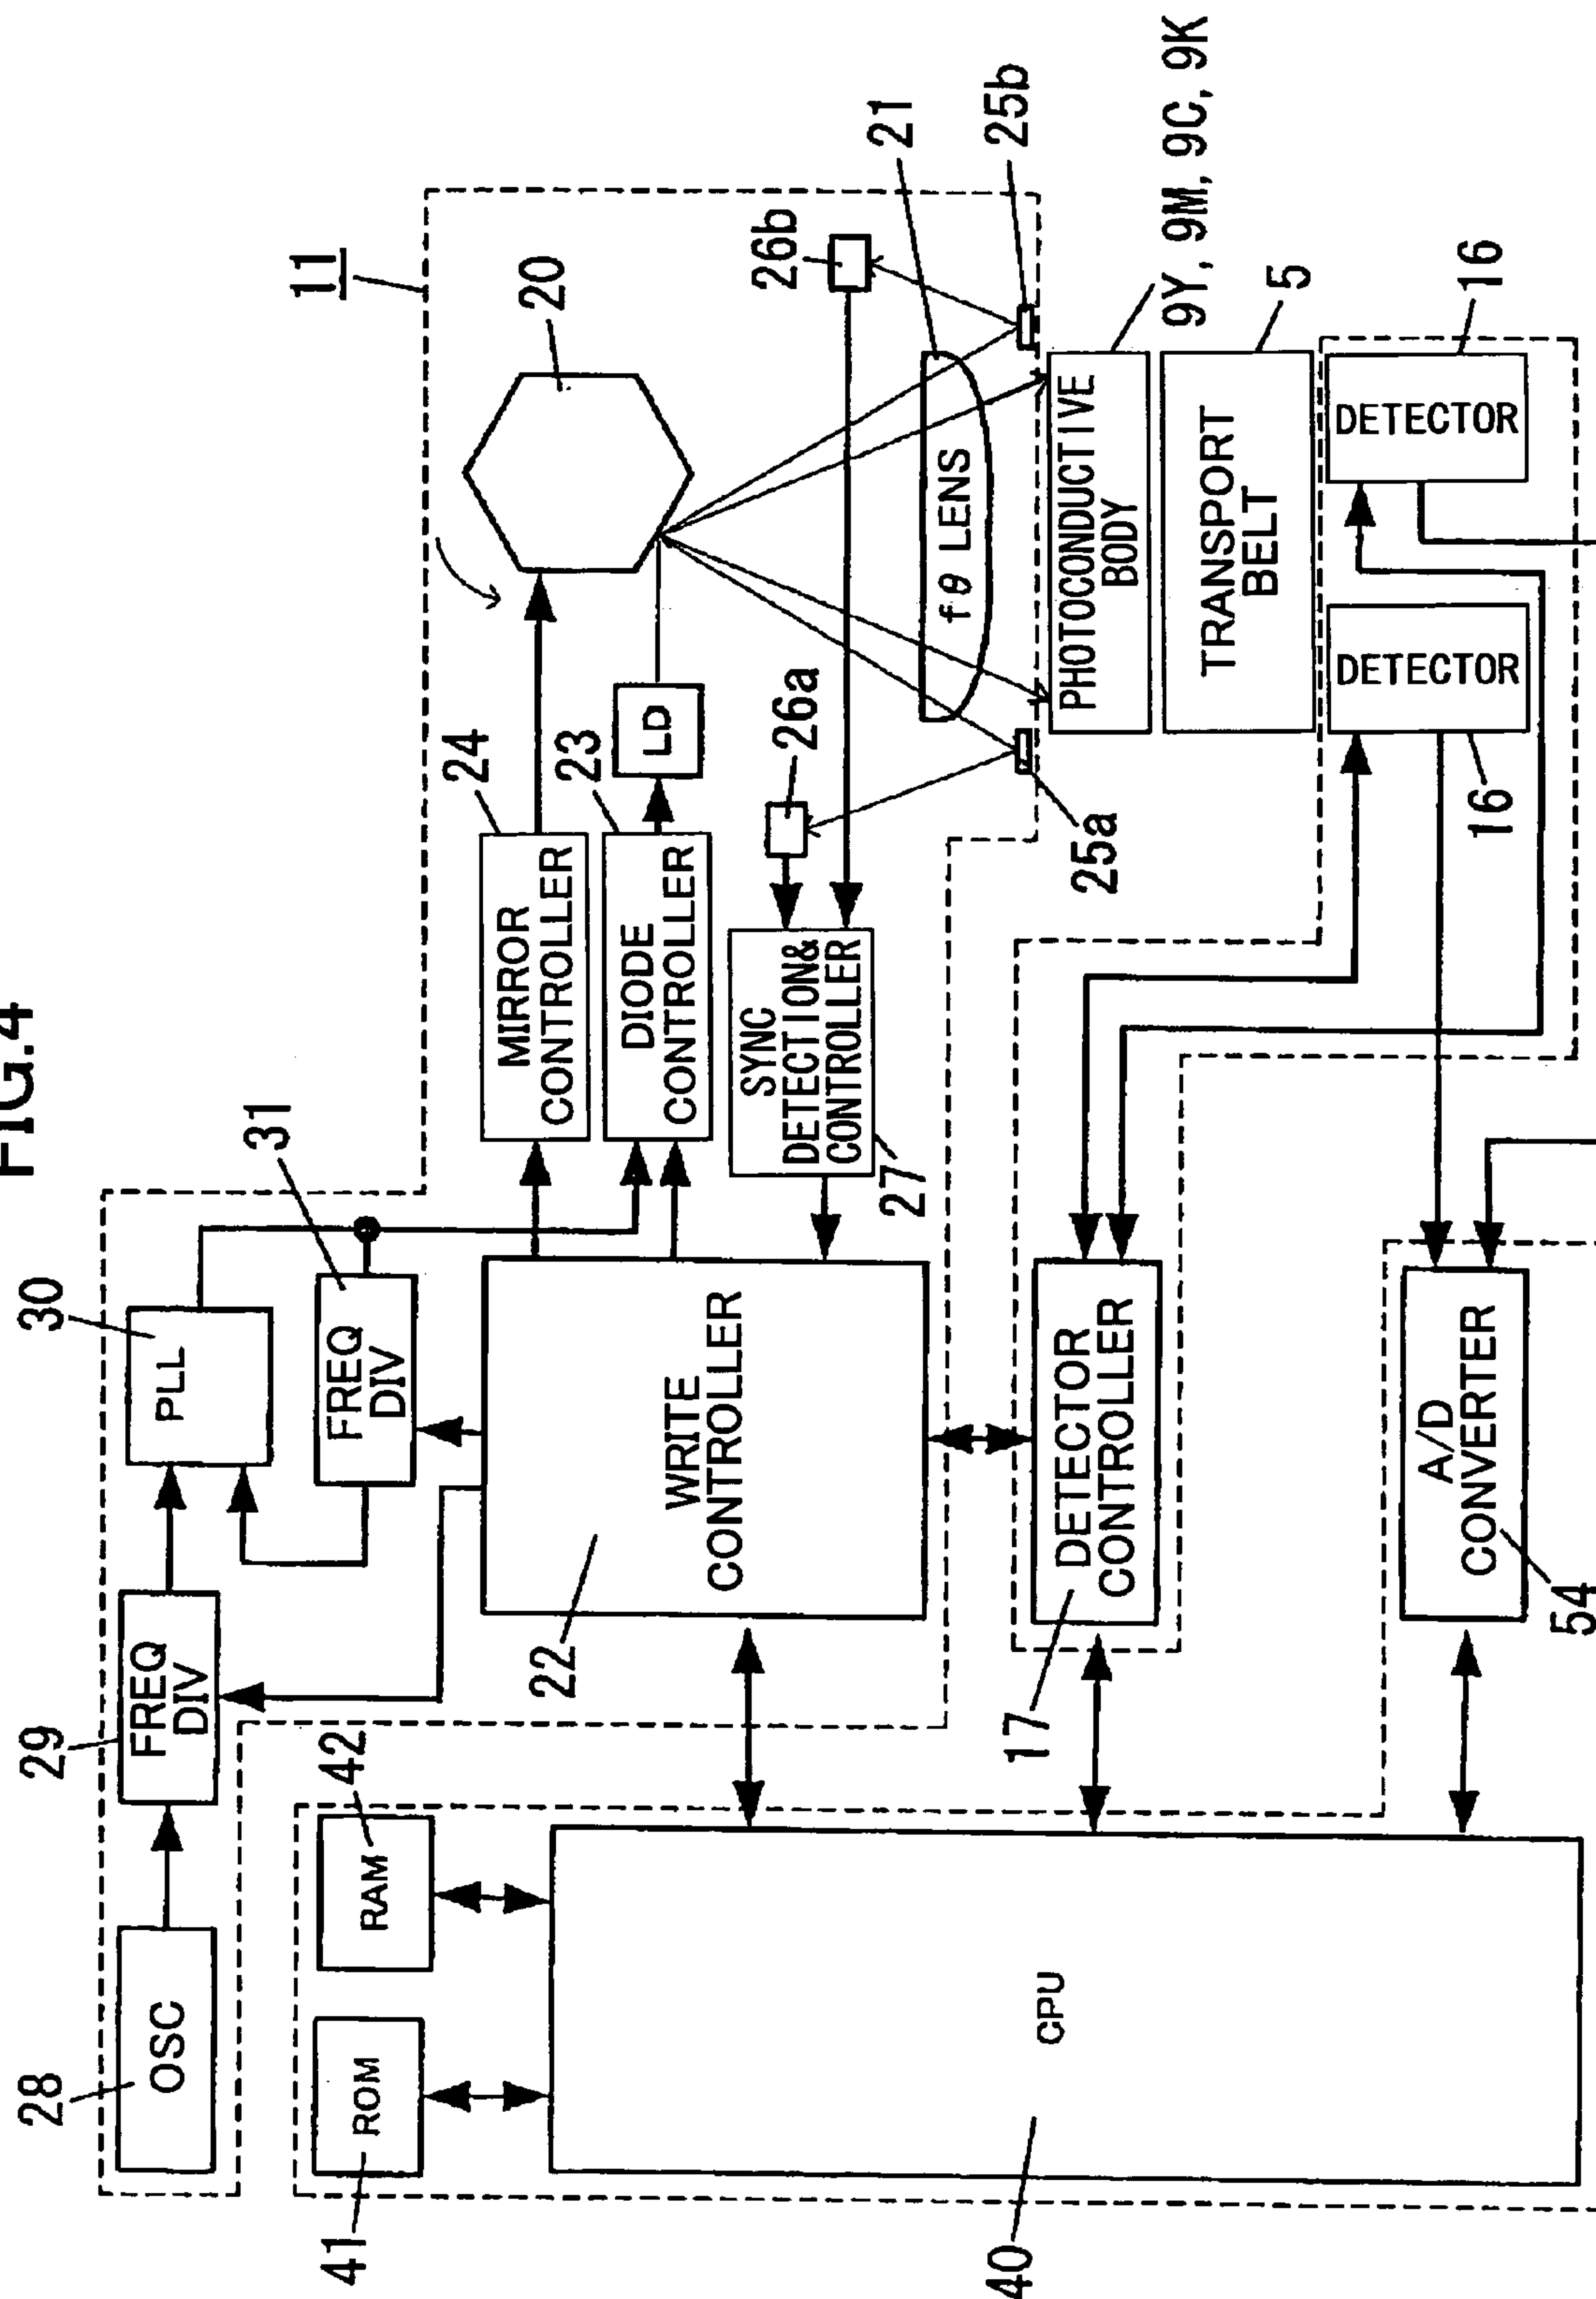 FIG.4
28
OSC
29
FREQ
DIV
30
PLL
31
FREQ
DIV
11
41
ROM
42
RAM
40
CPU
22
WRITE
CONTROLLER
24
MIRROR
CONTROLLER
23
DIODE
CONTROLLER
LD
20
SYNC
DETECTION&
CONTROLLER
27
26a
26b
21
fθ LENS
25a
25b
PHOTOCONDUCTIVE
BODY
9Y, 9M, 9C, 9K
TRANSPORT
BELT
5
17
DETECTOR
CONTROLLER
DETECTOR
16
DETECTOR
16
A/D
CONVERTER
54